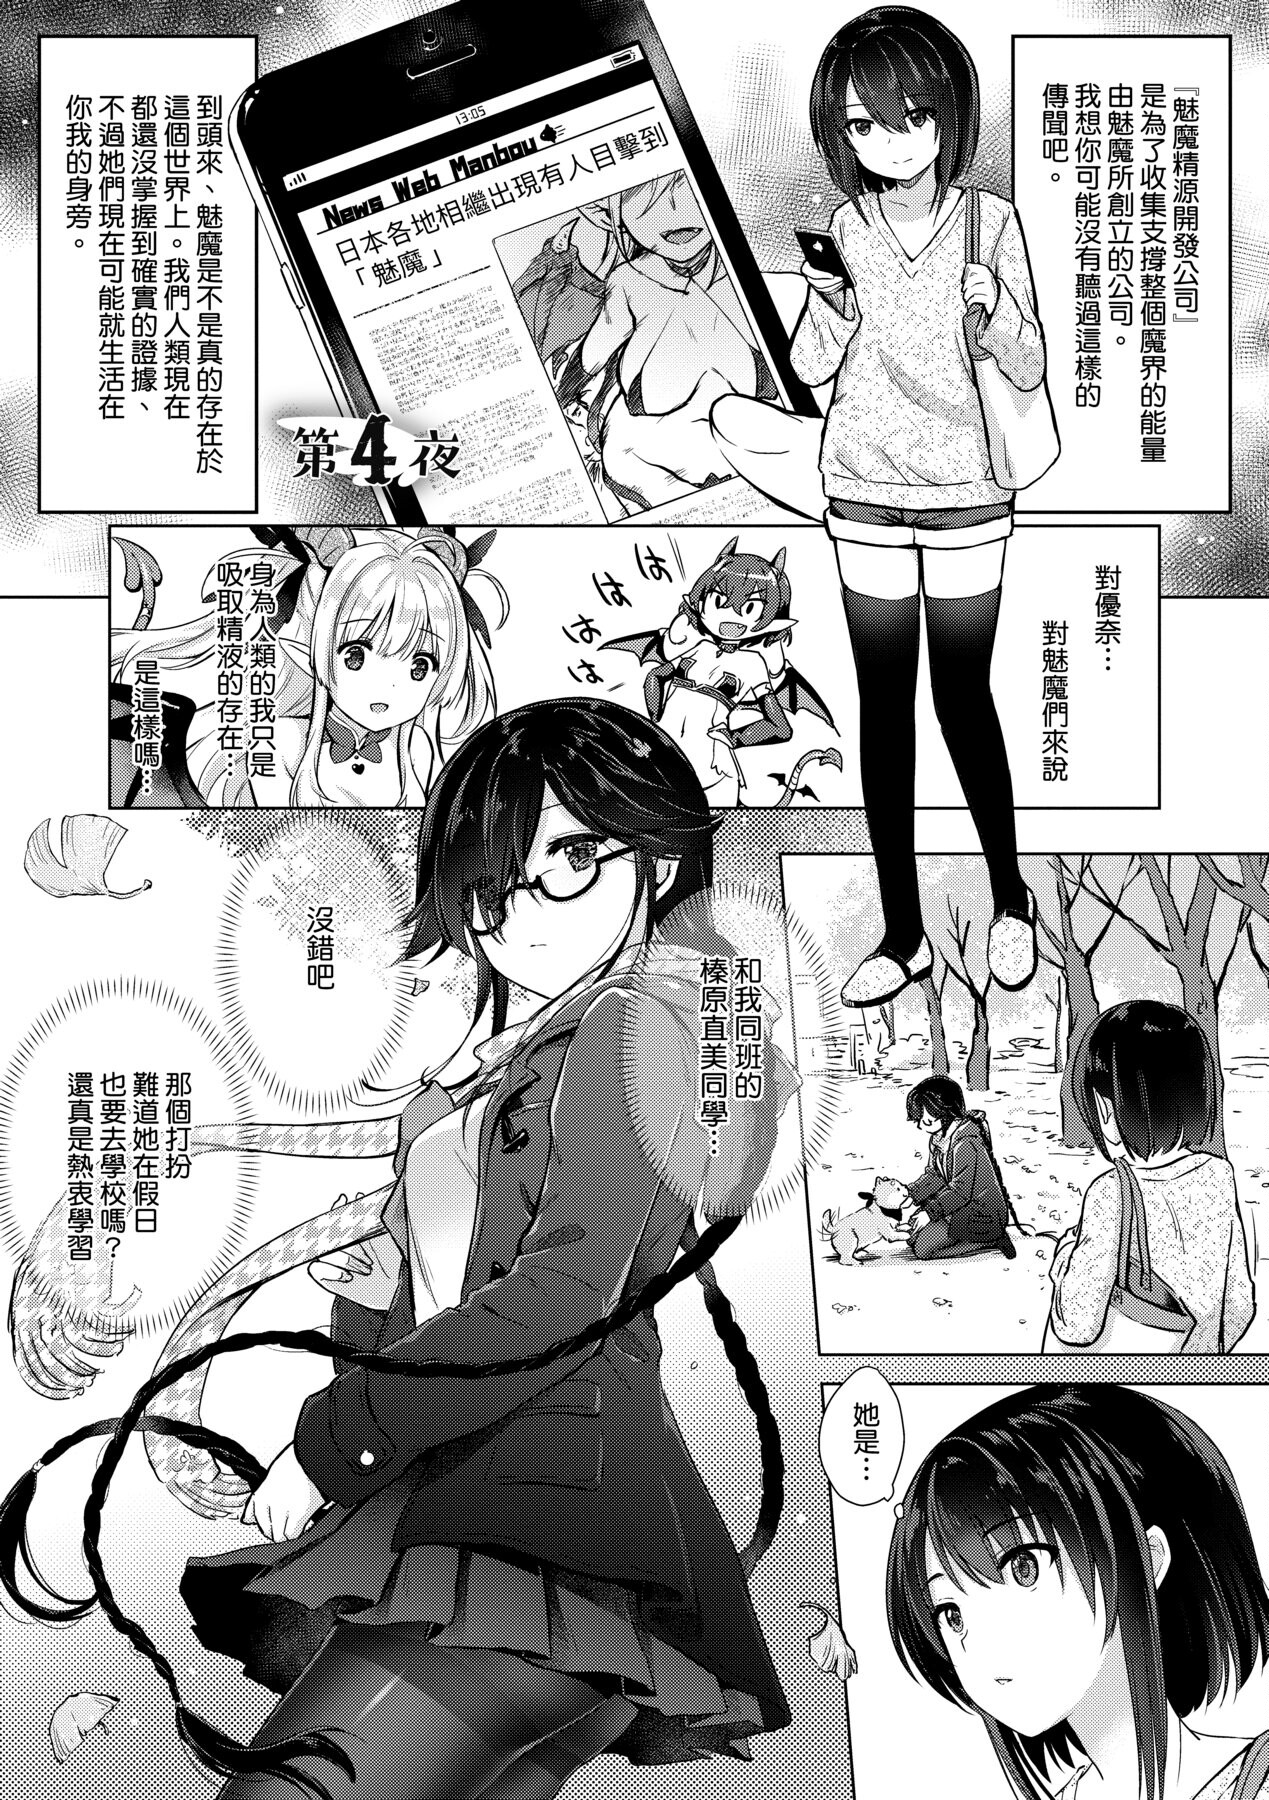 『魅魔精源開發公司』
是為了收集支撐整個魔界的能量
由魅魔所創立的公司。
我想你可能沒有聽過這樣的
傳聞吧。
13:05
News Web Manbou
日本各地相繼出現有人目擊到
「魅魔」
到頭來、魅魔是不是真的存在於
這個世界上。我們人類現在
都還沒掌握到確實的證據、
不過她們現在可能就生活在
你我的身旁。
第4夜
對優奈…
對魅魔們來說
はは
はは
は
身為人類的我只是
吸取精液的存在…
是這樣嗎…
她是…
和我同班的
榛原直美同學…
沒錯吧
那個打扮
難道她在假日
也要去學校嗎?
還真是熱衷學習